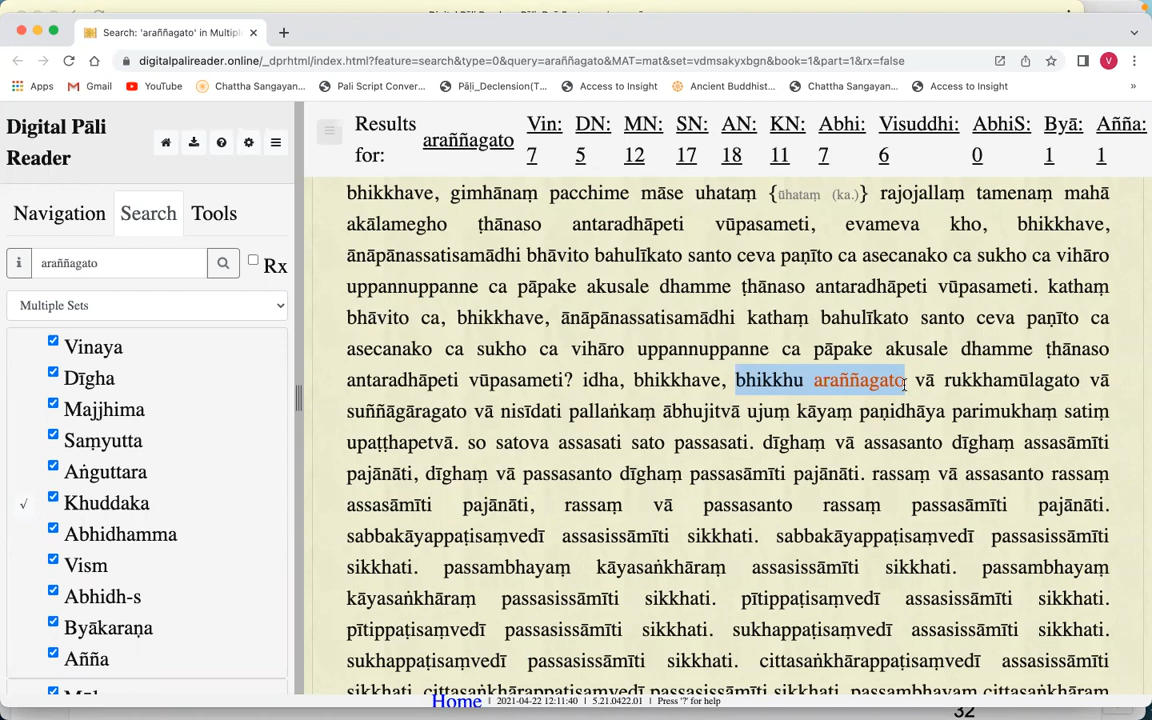 Search: 'araññagato' in Multipl
digitalpalireader.online/_dprhtml/index.html?feature=search&type=0&query=araññagato&MAT=mat&set=vdmsakyxbgn&book=1&part=1&rx=false
V
Apps Gmail YouTube Chattha Sangayan... Pali Script Conver... Pāḷi_Declension(T... Access to Insight Ancient Buddhist... Chattha Sangayan... Access to Insight »
Digital Pāli Reader
Navigation Search Tools
i araññagato Rx
Multiple Sets
Vinaya
Dīgha
Majjhima
Saṃyutta
Aṅguttara
√ Khuddaka
Abhidhamma
Vism
Abhidh-s
Byākaraṇa
Añña
Results for: araññagato Vin: 7 DN: 5 MN: 12 SN: 17 AN: 18 KN: 11 Abhi: 7 Visuddhi: 6 AbhiS: 0 Byā: 1 Añña: 1
bhikkhave, gimhānaṃ pacchime māse uhataṃ {ūhataṃ (ka.)} rajojallaṃ tamenaṃ mahā
akālamegho ṭhānaso antaradhāpeti vūpasameti, evameva kho, bhikkhave,
ānāpānassatisamādhi bhāvito bahulīkato santo ceva paṇīto ca asecanako ca sukho ca vihāro
uppannuppanne ca pāpake akusale dhamme ṭhānaso antaradhāpeti vūpasameti. kathaṃ
bhāvito ca, bhikkhave, ānāpānassatisamādhi kathaṃ bahulīkato santo ceva paṇīto ca
asecanako ca sukho ca vihāro uppannuppanne ca pāpake akusale dhamme ṭhānaso
antaradhāpeti vūpasameti? idha, bhikkhave, bhikkhu araññagato vā rukkhamūlagato vā
suññāgāragato vā nisīdati pallaṅkaṃ ābhujitvā ujuṃ kāyaṃ paṇidhāya parimukhaṃ satiṃ
upaṭṭhapetvā. so satova assasati sato passasati. dīghaṃ vā assasanto dīghaṃ assasāmīti
pajānāti, dīghaṃ vā passasanto dīghaṃ passasāmīti pajānāti. rassaṃ vā assasanto rassaṃ
assasāmīti pajānāti, rassaṃ vā passasanto rassaṃ passasāmīti pajānāti.
sabbakāyappaṭisaṃvedī assasissāmīti sikkhati. sabbakāyappaṭisaṃvedī passasissāmīti
sikkhati. passambhayaṃ kāyasaṅkhāraṃ assasissāmīti sikkhati. passambhayaṃ
kāyasaṅkhāraṃ passasissāmīti sikkhati. pītippaṭisaṃvedī assasissāmīti sikkhati.
pītippaṭisaṃvedī passasissāmīti sikkhati. sukhappaṭisaṃvedī assasissāmīti sikkhati.
sukhappaṭisaṃvedī passasissāmīti sikkhati. cittasaṅkhārappaṭisaṃvedī assasissāmīti
sikkhati. cittasaṅkhārappaṭisaṃvedī passasissāmīti sikkhati. passambhayaṃ cittasaṅkhāraṃ
Home | 2021-04-22 12:11:40 | 5.21.0422.01 | Press '?' for help
32